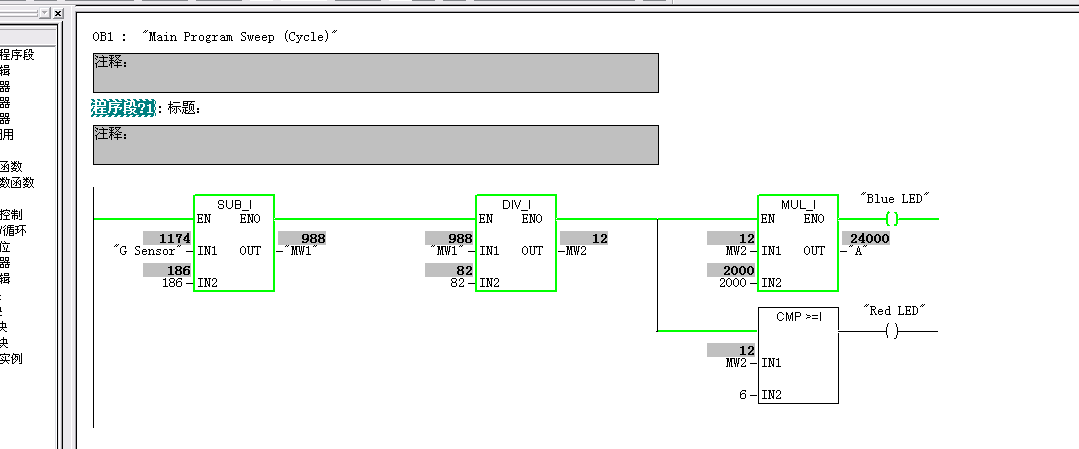 OB1 : "Main Program Sweep (Cycle)"
注释:
程序段?1: 标题:
注释:
程序段
辑
器
器
器
用
函数
数函数
控制
/循环
位
器
辑
块
块
实例
"Blue LED"
SUB_I DIV_I MUL_I
EN ENO EN ENO EN ENO
1174 988 988 12 12 24000
"G Sensor" IN1 OUT "MW1" "MW1" IN1 OUT MW2 MW2 IN1 OUT "A"
186 82 2000
186 IN2 82 IN2 2000 IN2
"Red LED"
CMP >=I
12
MW2 IN1
6 IN2